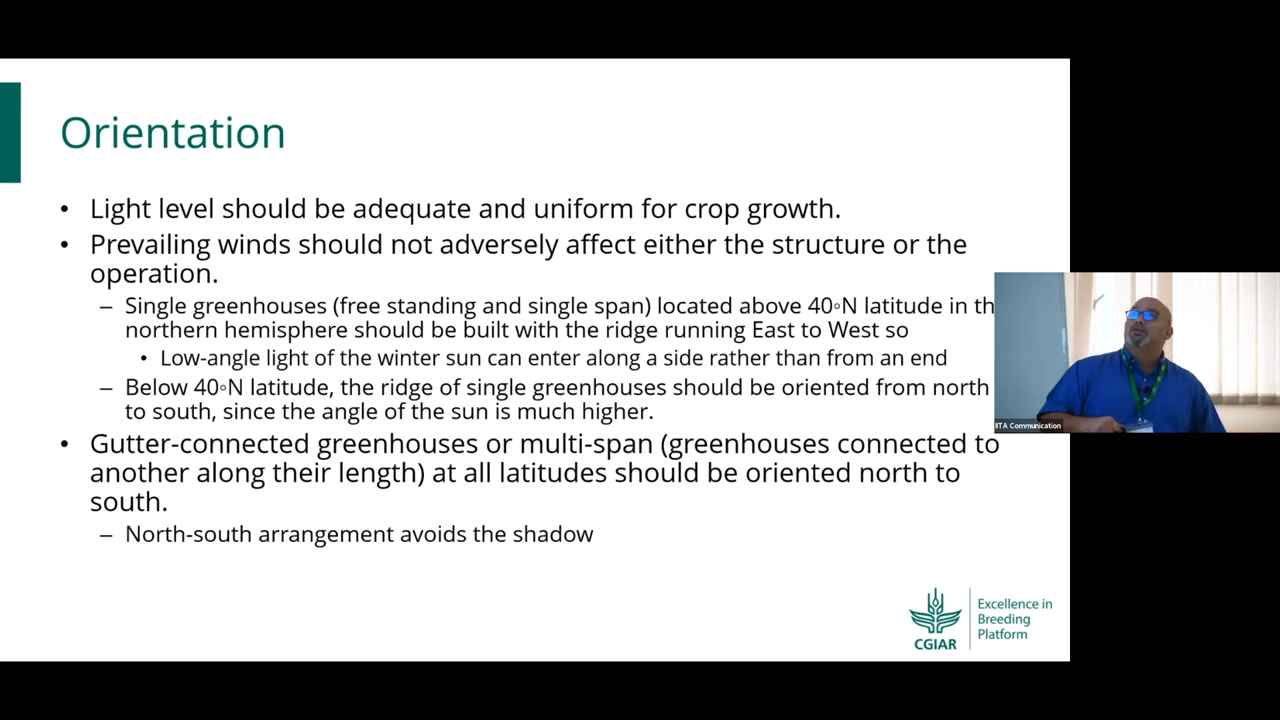 Orientation
• Light level should be adequate and uniform for crop growth.
• Prevailing winds should not adversely affect either the structure or the
operation.
– Single greenhouses (free standing and single span) located above 40◦N latitude in th
northern hemisphere should be built with the ridge running East to West so
• Low-angle light of the winter sun can enter along a side rather than from an end
– Below 40◦N latitude, the ridge of single greenhouses should be oriented from north
to south, since the angle of the sun is much higher.
• Gutter-connected greenhouses or multi-span (greenhouses connected to
another along their length) at all latitudes should be oriented north to
south.
– North-south arrangement avoids the shadow
IITA Communication
CGIAR
Excellence in
Breeding
Platform